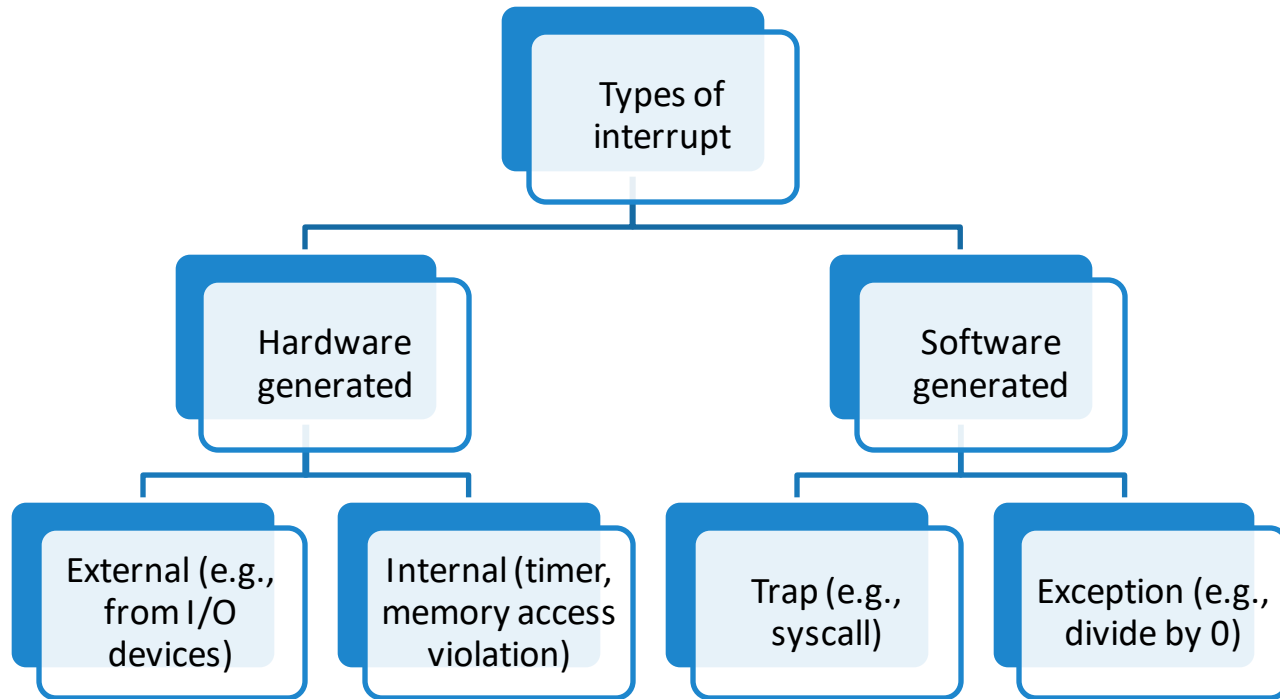 Types of
interrupt
Hardware
generated
Software
generated
External (e.g.,
from I/O
devices)
Internal (timer,
memory access
violation)
Trap (e.g.,
syscall)
Exception (e.g.,
divide by 0)